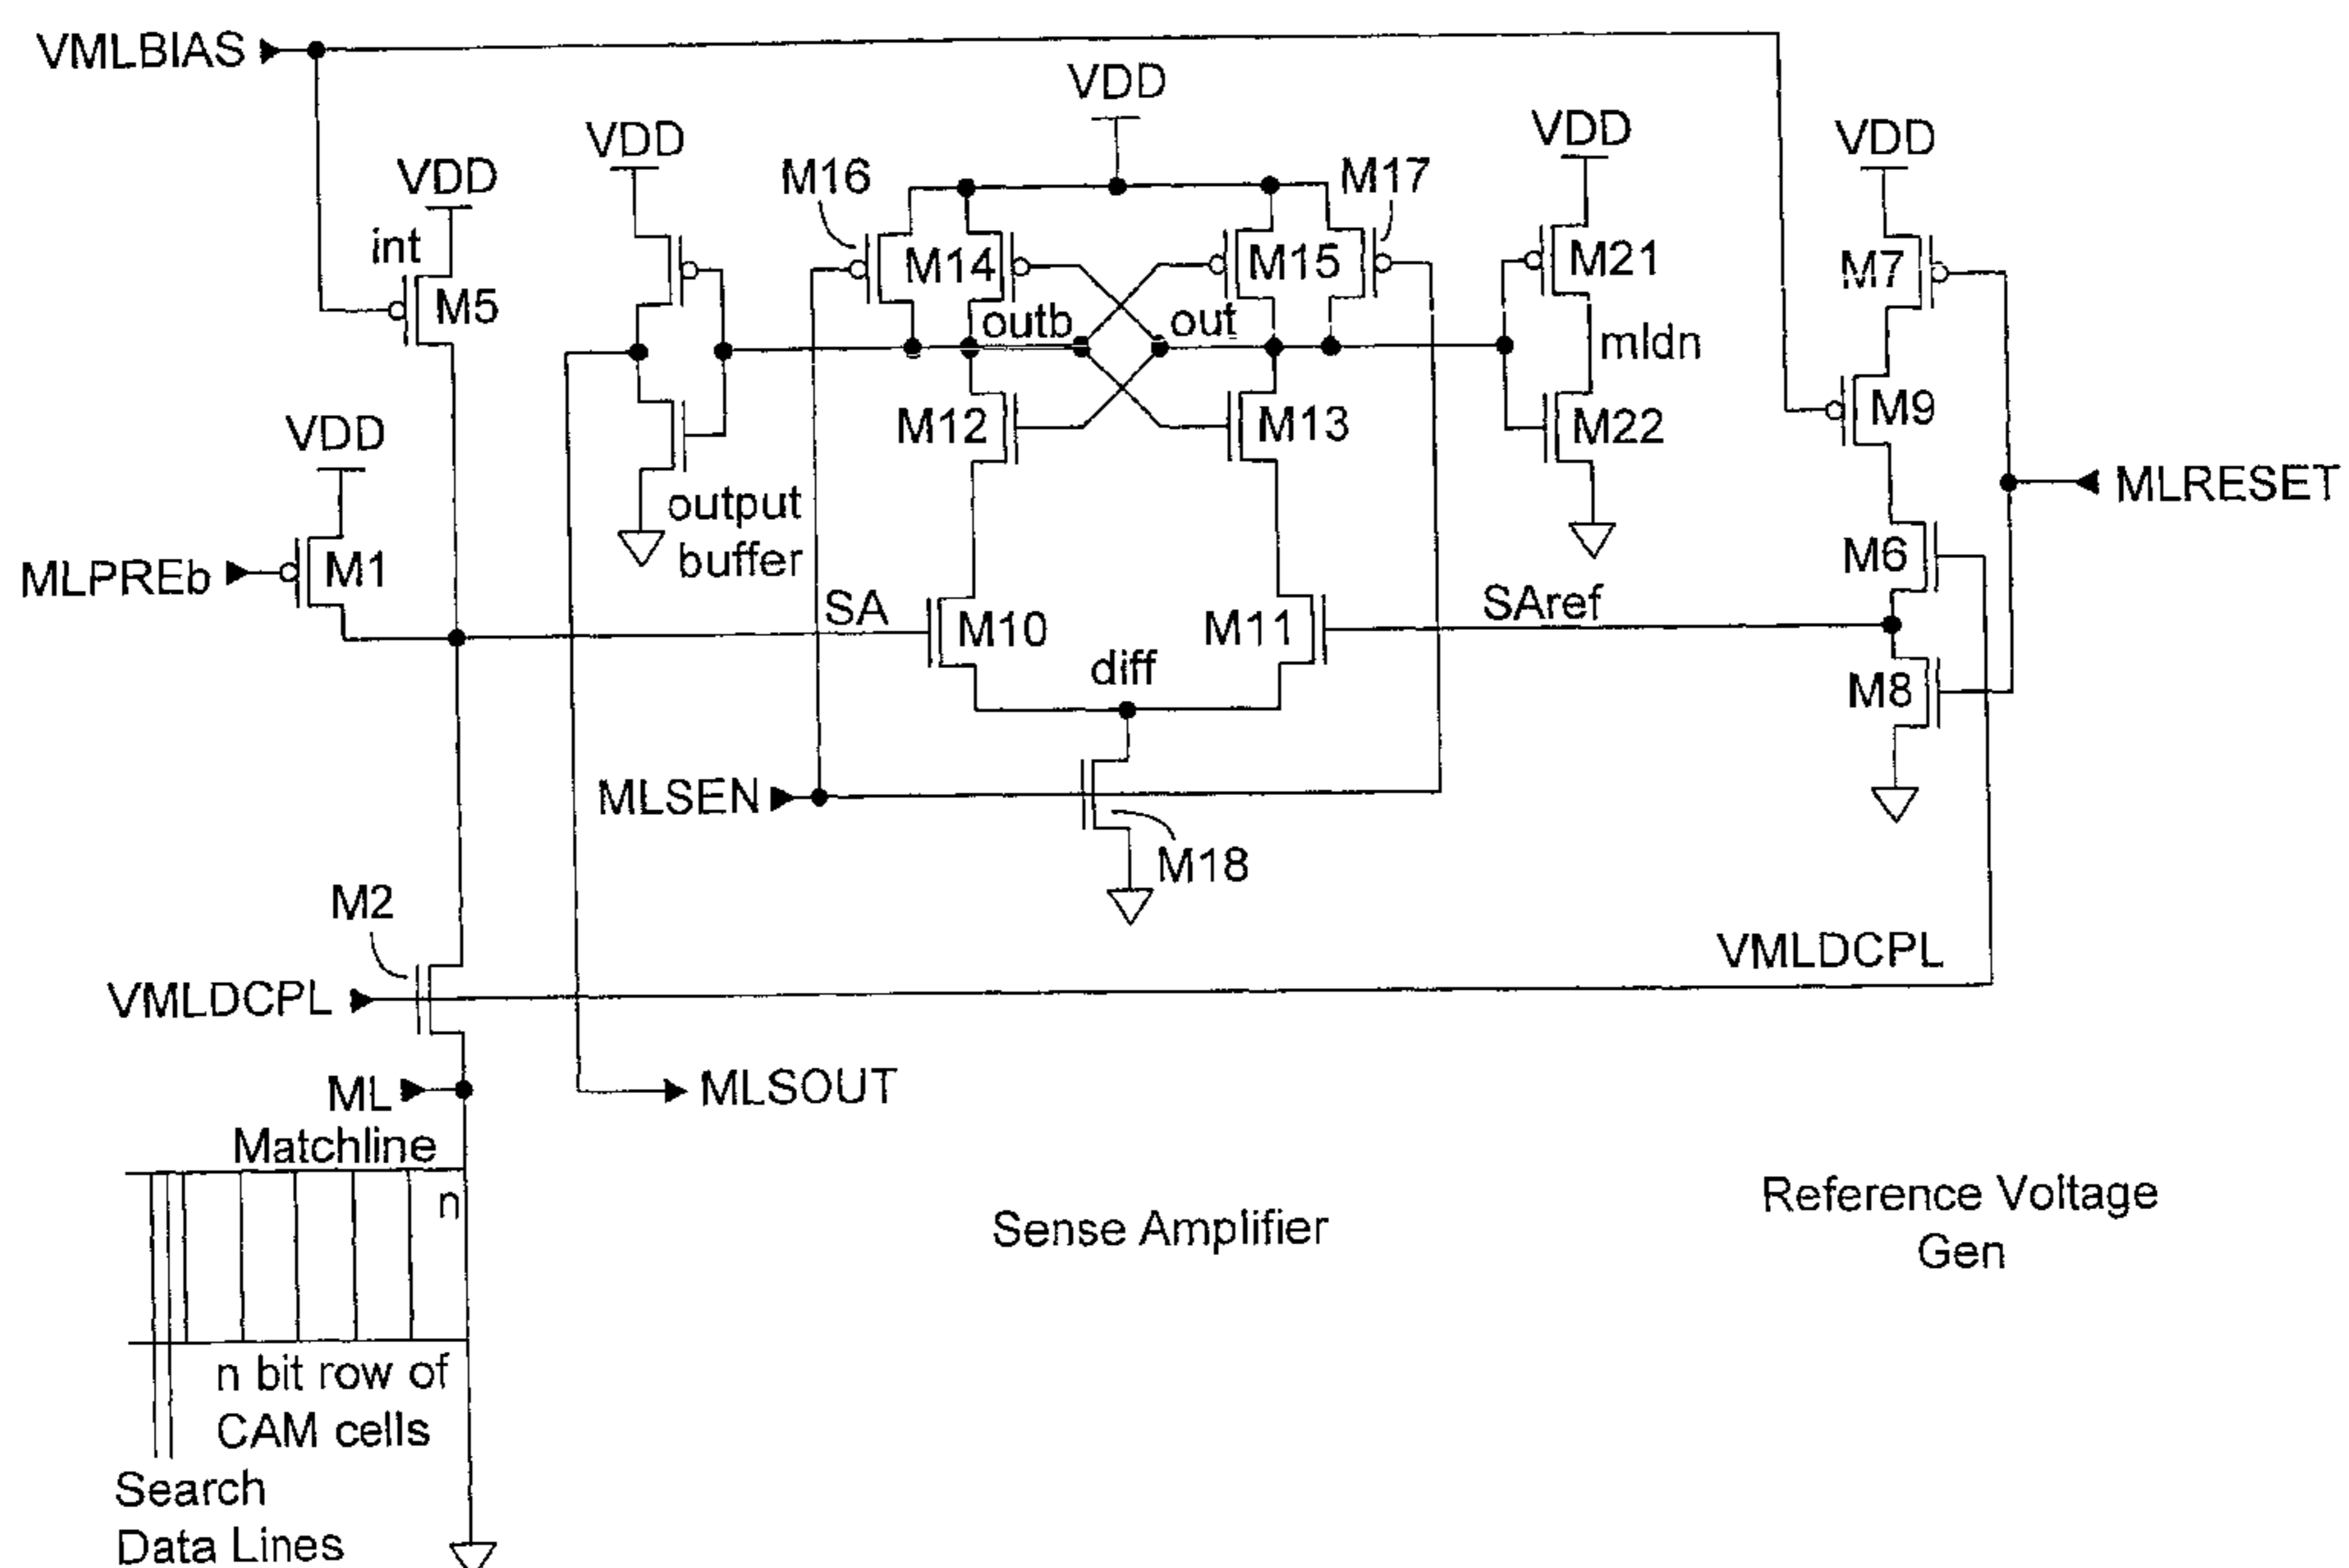 VMLBIAS
VDD
VDD
VDD
VDD
VDD
M16
M17
int
M5
M14
M15
M21
M7
outb
out
mldn
VDD
M12
M13
M22
M9
MLRESET
output
buffer
MLPREb
M1
M6
SA
M10
M11
SAref
diff
M8
MLSEN
M18
M2
VMLDCPL
VMLDCPL
ML
MLSOUT
Matchline
n
Sense Amplifier
Reference Voltage
Gen
n bit row of
CAM cells
Search
Data Lines